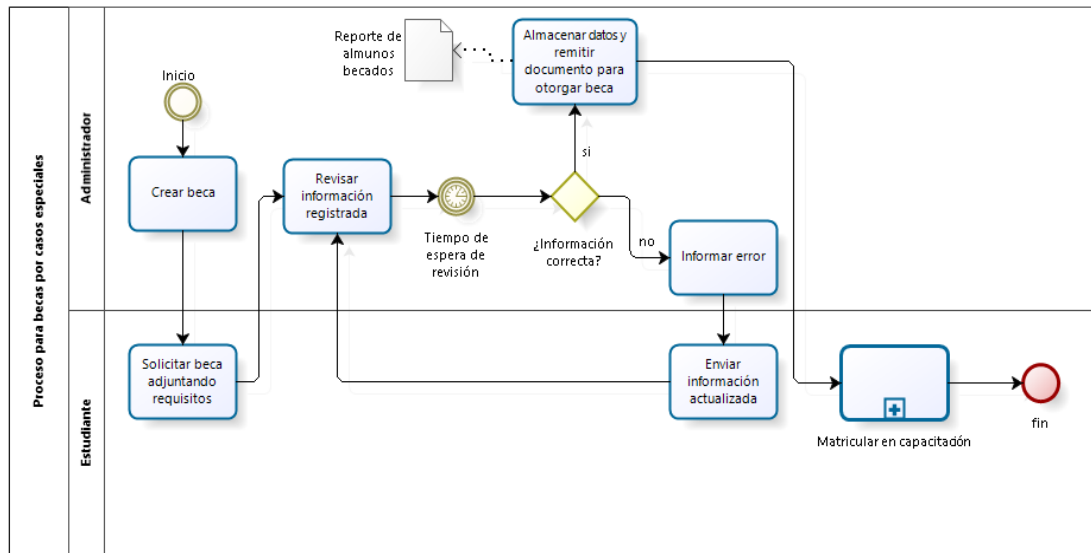 Proceso para becas por casos especiales
Administrador
Inicio
Crear beca
Revisar
información
registrada
Tiempo de
espera de
revisión
¿Información
correcta?
si
no
Reporte de
almunos
becados
Almacenar datos y
remitir
documento para
otorgar beca
Informar error
Estudiante
Solicitar beca
adjuntando
requisitos
Enviar
información
actualizada
Matricular en capacitación
fin